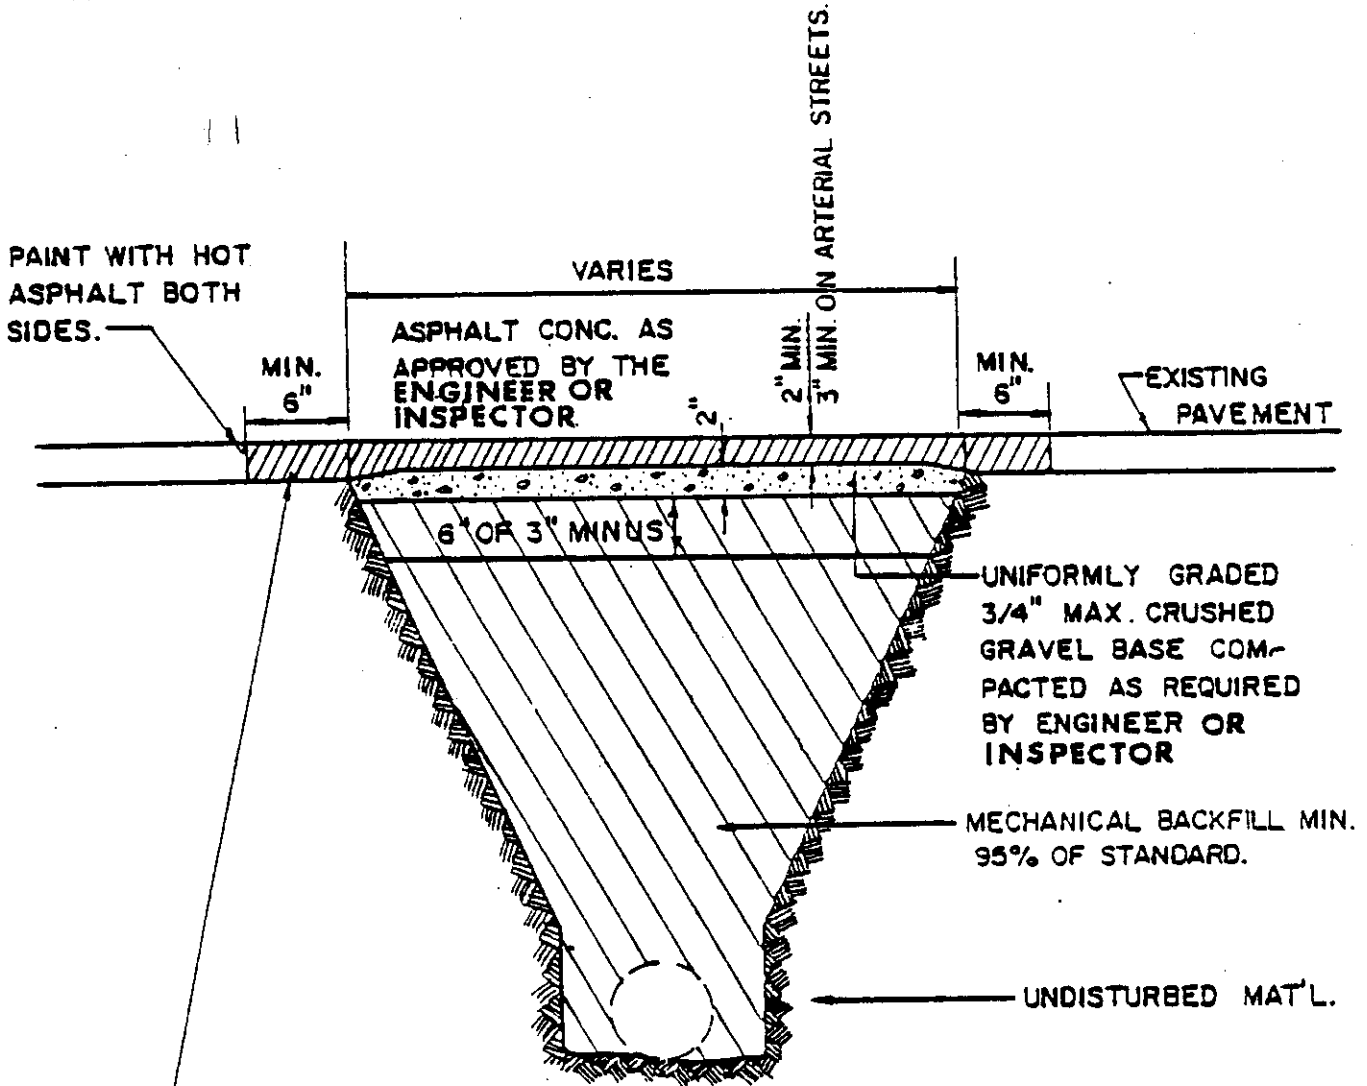 2" MIN.
3" MIN. ON ARTERIAL STREETS.
PAINT WITH HOT
ASPHALT BOTH
SIDES.
VARIES
ASPHALT CONC. AS
APPROVED BY THE
ENGINEER OR
INSPECTOR
MIN.
6"
2"
MIN.
6"
EXISTING
PAVEMENT
6" OF 3" MINUS
UNIFORMLY GRADED
3/4" MAX. CRUSHED
GRAVEL BASE COM-
PACTED AS REQUIRED
BY ENGINEER OR
INSPECTOR
MECHANICAL BACKFILL MIN.
95% OF STANDARD.
UNDISTURBED MAT'L.